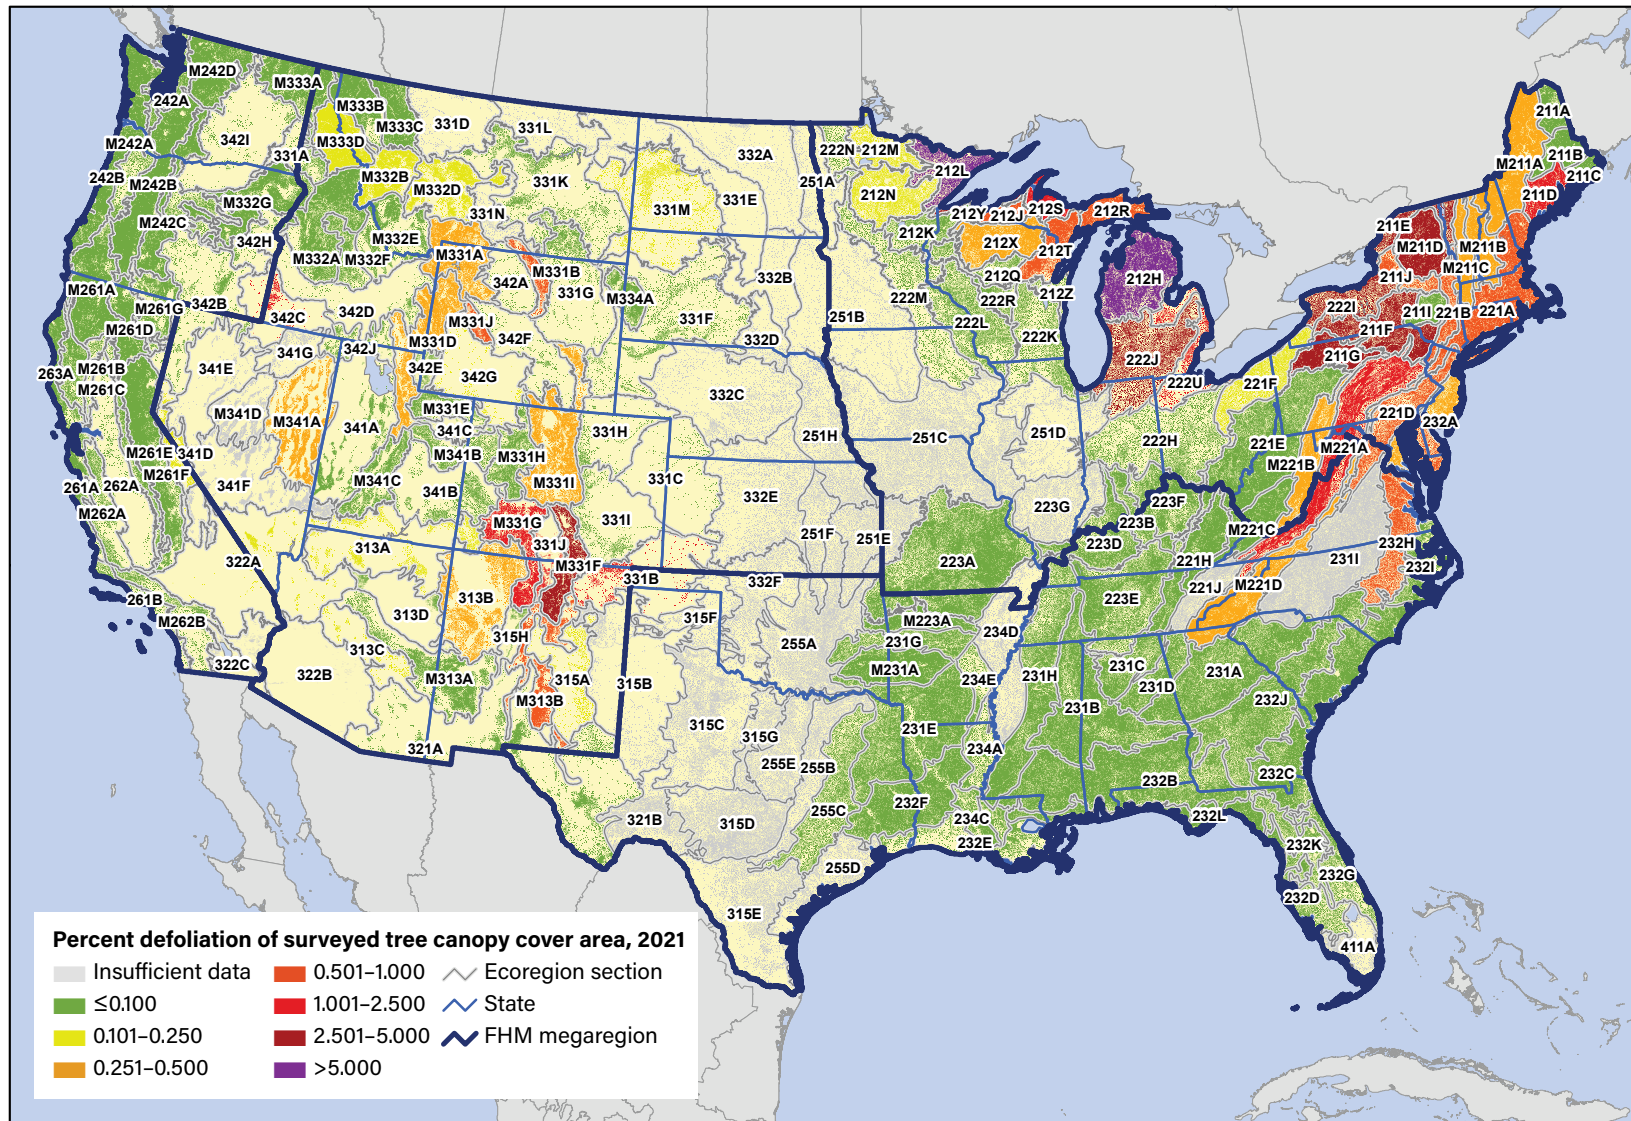 M242D
M333A
242A
M333B
M333C
331D
331L
M242A
342I
M333D
331A
332A
222N
212M
212L
211A
M211A
211B
211C
242B
M242B
M332B
M332D
331K
251A
212N
211D
M332G
331N
331M
331E
212Y
212J
212S
212R
M242C
342H
M332E
M332A
M332F
M331A
342A
M331B
331G
212K
212X
212T
211E
M211D
M211B
M211C
M261A
342B
M261G
342C
342D
M334A
332B
212Q
212Z
212H
211J
M261D
341G
342J
M331J
M331D
342F
331F
222M
222R
251B
222L
222K
222I
211I
221B
221A
211F
263A
M261B
M261C
341E
342E
342G
332D
222J
211G
222U
221F
M341D
M341A
341A
M331E
341C
332C
331H
251H
251C
251D
222H
221D
232A
221E
M261E
341D
M261F
M341B
M331H
M331I
M221A
M221B
261A
262A
341F
M341C
341B
331C
332E
223G
223F
M262A
M331G
331I
331J
251F
251E
223B
M221C
223D
231I
232H
322A
313A
M331F
331B
332F
223A
221H
232I
261B
M262B
313D
313B
315H
315F
M223A
221J
M221D
223E
322C
313C
322B
M313A
315A
315B
255A
231G
234D
M231A
M313B
315C
234E
231H
231C
231D
231A
232J
321A
315G
231E
234A
231B
255E
255B
232B
232C
321B
315D
255C
232F
234C
232L
232E
255D
232K
232G
232D
315E
411A
Percent defoliation of surveyed tree canopy cover area, 2021
Insufficient data
≤0.100
0.101–0.250
0.251–0.500
0.501–1.000
1.001–2.500
2.501–5.000
>5.000
Ecoregion section
State
FHM megaregion